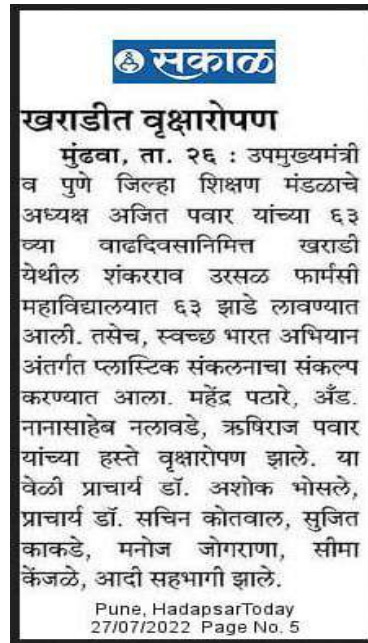 सकाळ
खराडीत वृक्षारोपण
मुंढवा, ता. २६ : उपमुख्यमंत्री
व पुणे जिल्हा शिक्षण मंडळाचे
अध्यक्ष अजित पवार यांच्या ६३
व्या वाढदिवसानिमित्त खराडी
येथील शंकरराव उरसळ फार्मसी
महाविद्यालयात ६३ झाडे लावण्यात
आली. तसेच, स्वच्छ भारत अभियान
अंतर्गत प्लास्टिक संकलनाचा संकल्प
करण्यात आला. महेंद्र पठारे, अँड.
नानासाहेब नलावडे, ऋषिराज पवार
यांच्या हस्ते वृक्षारोपण झाले. या
वेळी प्राचार्य डॉ. अशोक भोसले,
प्राचार्य डॉ. सचिन कोतवाल, सुजित
काकडे, मनोज जोगराणा, सीमा
केंजळे, आदी सहभागी झाले.
Pune, HadapsarToday
27/07/2022 Page No. 5